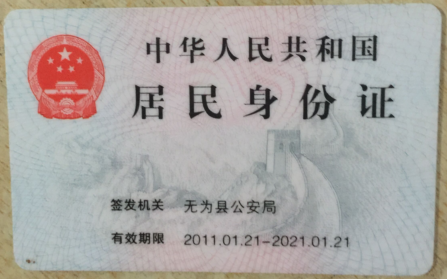 中华人民共和国
居民身份证
签发机关 无为县公安局
有效期限 2011.01.21-2021.01.21